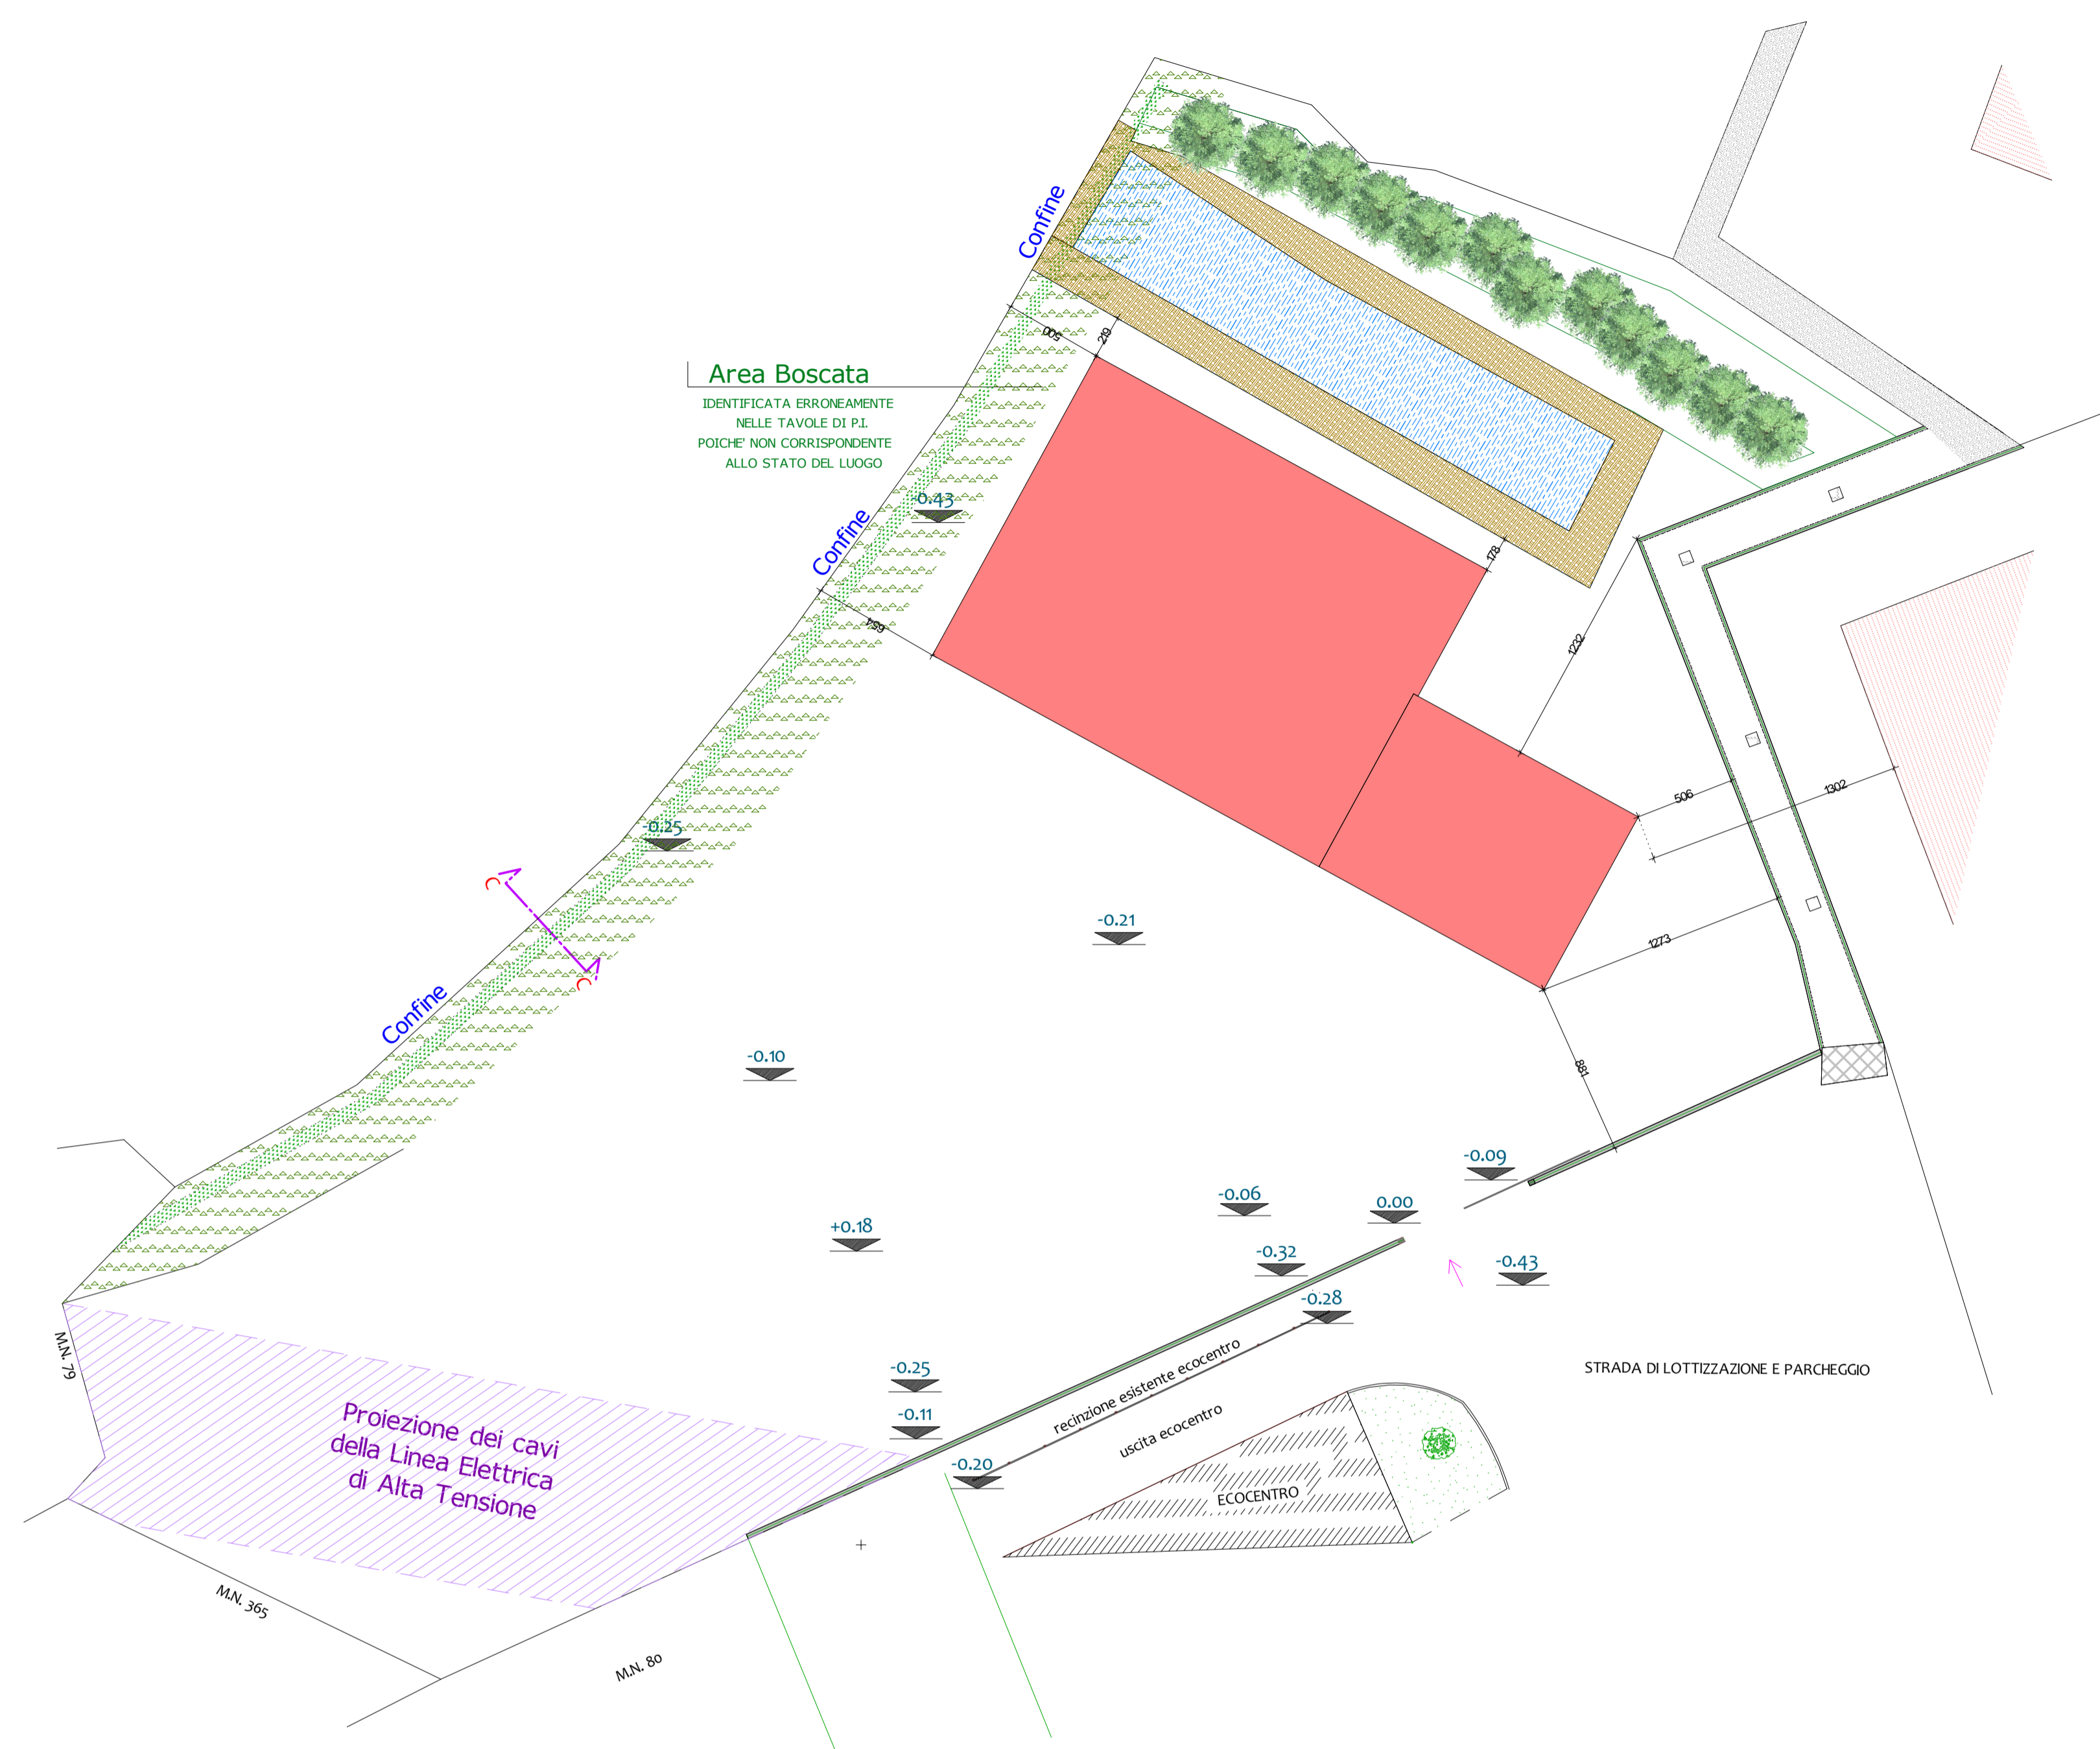 Confine
500
219
Area Boscata
IDENTIFICATA ERRONEAMENTE
NELLE TAVOLE DI P.I.
POICHE' NON CORRISPONDENTE
ALLO STATO DEL LUOGO
-0.43
Confine
178
654
1232
506
1302
-0.25
C
C
-0.21
1273
Confine
-0.10
881
-0.09
-0.06
0.00
+0.18
-0.32
-0.43
-0.28
M.N. 79
-0.25
recinzione esistente ecocentro
STRADA DI LOTTIZZAZIONE E PARCHEGGIO
-0.11
uscita ecocentro
Proiezione dei cavi
della Linea Elettrica
di Alta Tensione
-0.20
ECOCENTRO
M.N. 365
M.N. 80